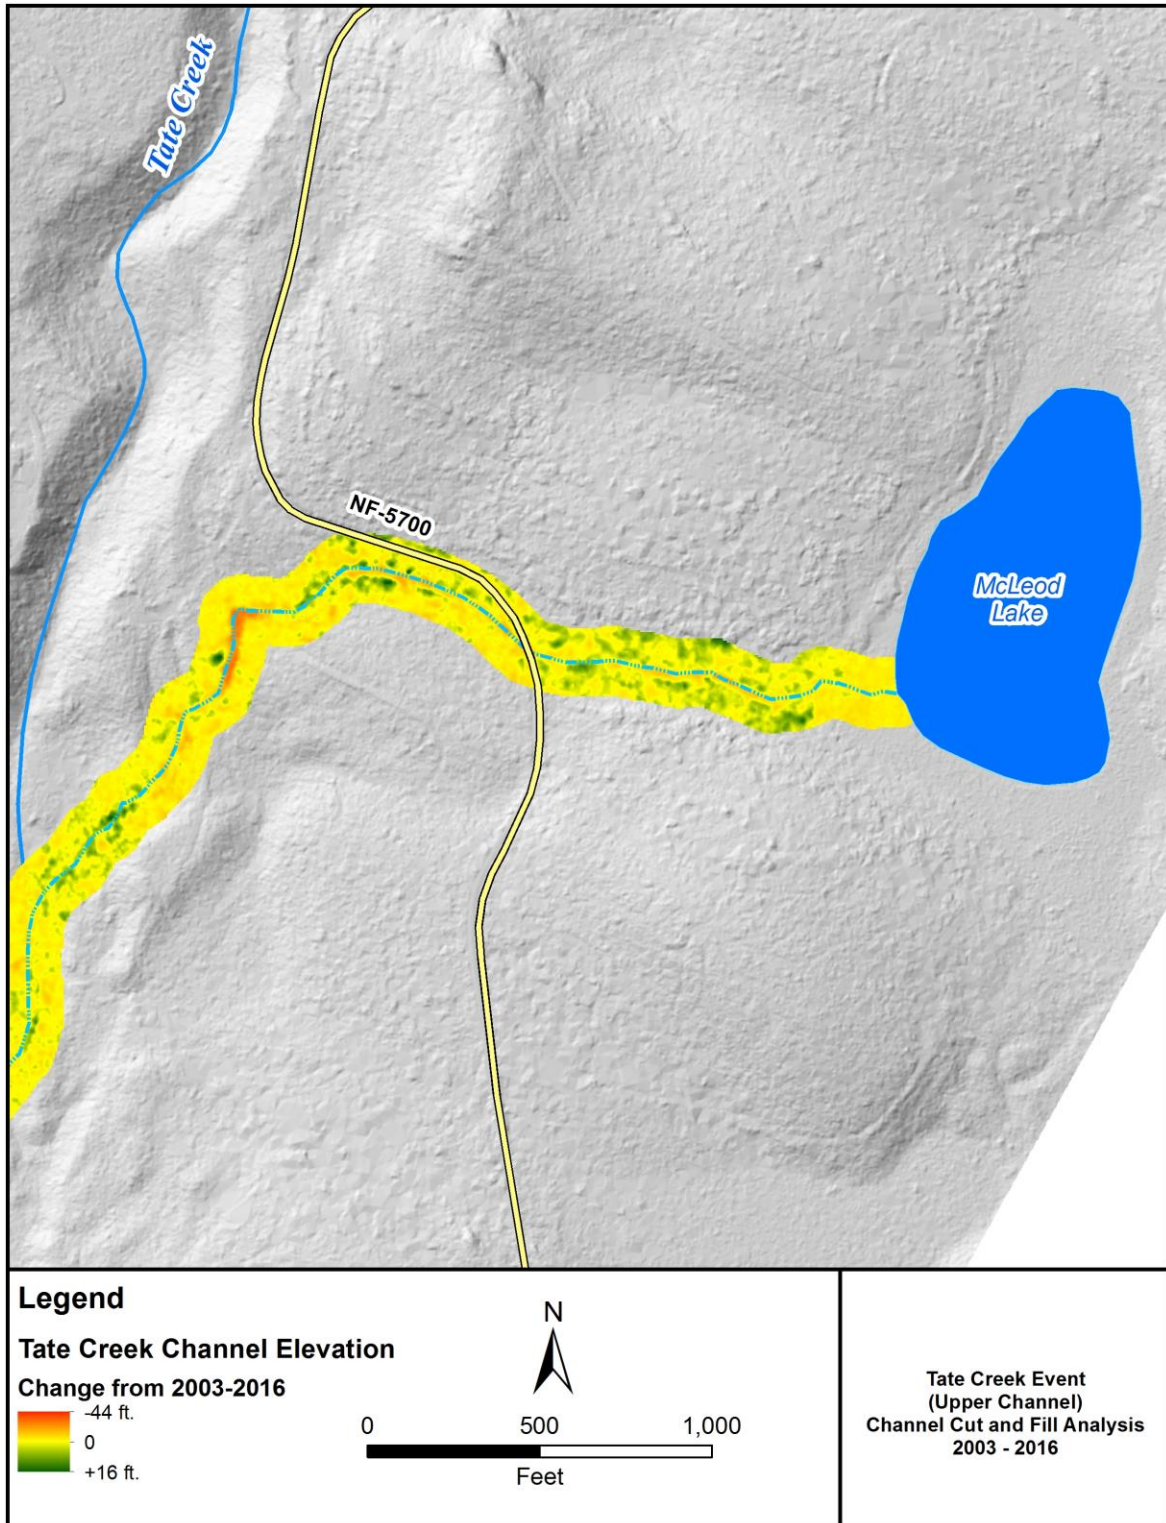 Tate Creek
NF-5700
McLeod
Lake
Legend
Tate Creek Channel Elevation
Change from 2003-2016
-44 ft.
0
+16 ft.
N
0 500 1,000
Feet
Tate Creek Event
(Upper Channel)
Channel Cut and Fill Analysis
2003 - 2016